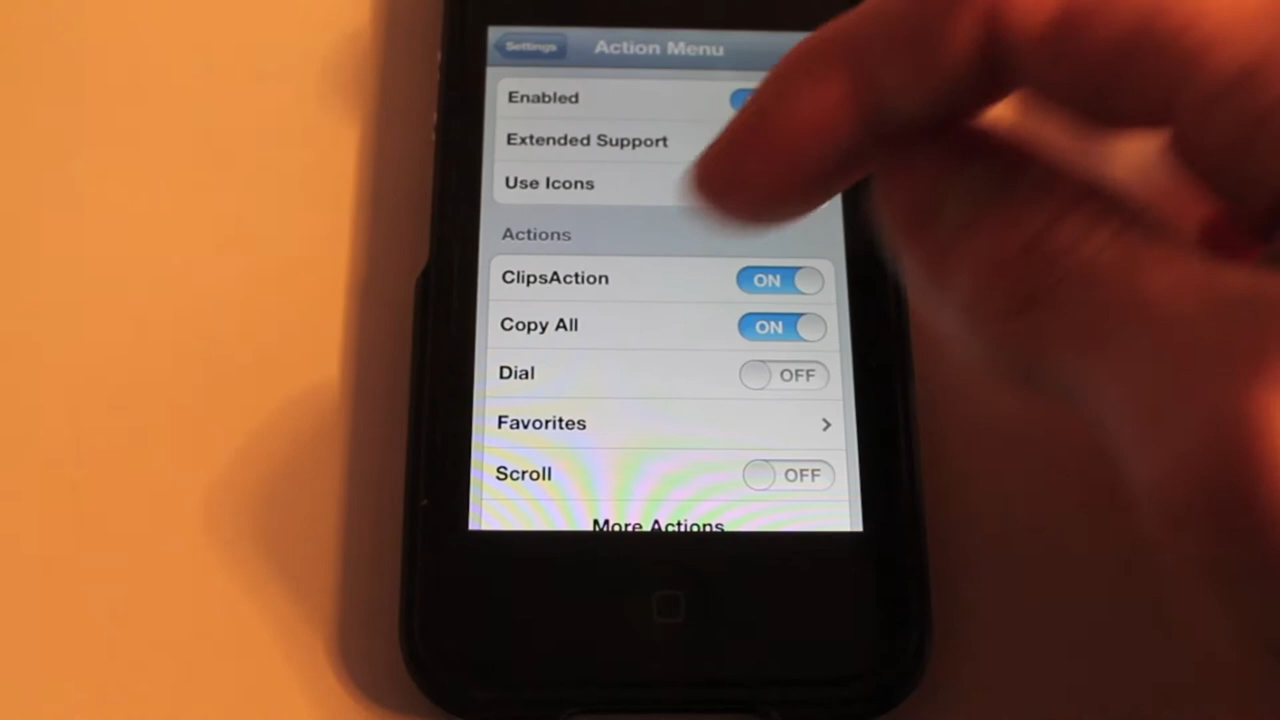 Settings
Action Menu
Enabled
Extended Support
Use Icons
Actions
ClipsAction
ON
Copy All
ON
Dial
OFF
Favorites
Scroll
OFF
More Actions